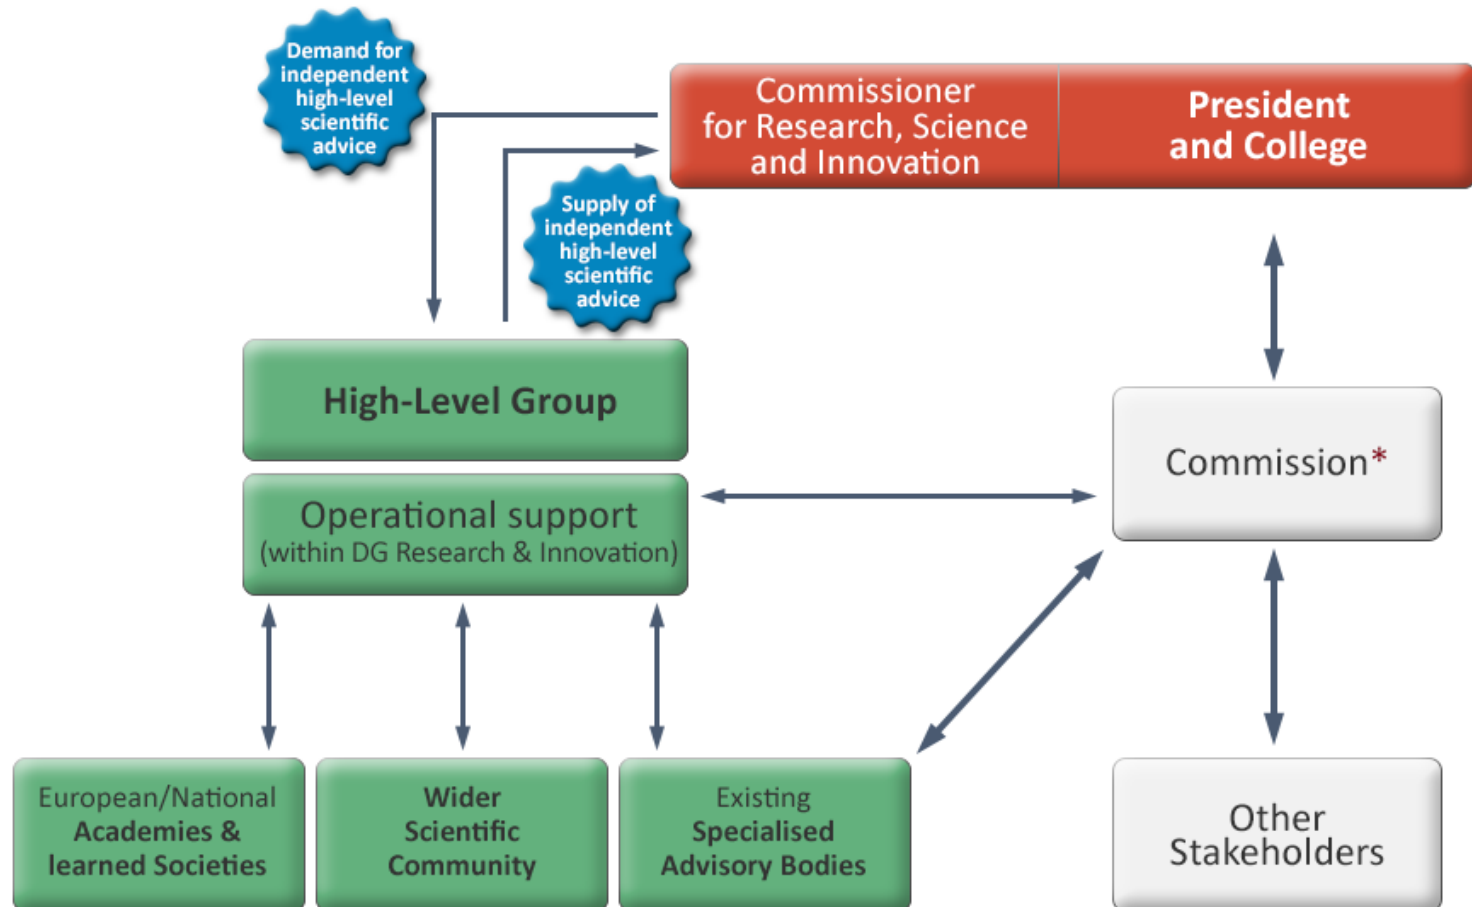 Demand for
independent
high-level
scientific
advice
Commissioner
for Research, Science
and Innovation
President
and College
Supply of
independent
high-level
scientific
advice
High-Level Group
Commission*
Operational support
(within DG Research & Innovation)
European/National
Academies &
learned Societies
Wider
Scientific
Community
Existing
Specialised
Advisory Bodies
Other
Stakeholders